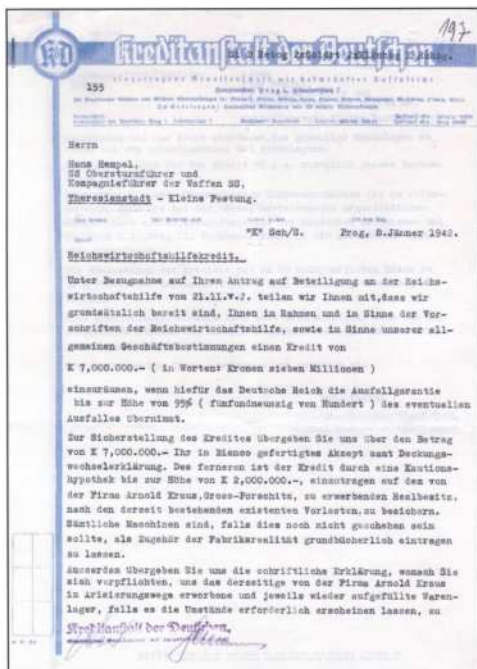 197
Kreditanstalt der Deutschen
155
Herrn
Hans Hempel,
SS Obersturmführer und
Kompagnieführer der Waffen SS,
Theresienstadt - Kleine Festung.
"K" Sch/S. Prag, 8.Jänner 1942.
Reichswirtschaftshilfekredit.
Unter Bezugnahme auf Ihren Antrag auf Beteiligung an der Reichs-
wirtschaftshilfe vom 21.11.v.J. teilen wir Ihnen mit,dass wir
grundsätzlich bereit sind, Ihnen im Rahmen und im Sinne der Vor-
schriften der Reichswirtschaftshilfe, sowie im Sinne unserer all-
gemeinen Geschäftsbestimmungen einen Kredit von
K 7,000.000.- ( in Worten: Kronen sieben Millionen )
einzuräumen, wenn hiefür das Deutsche Reich die Ausfallgarantie
bis zur Höhe von 95% ( fünfundneunzig von Hundert ) des eventuellen
Ausfalles übernimmt.
Zur Sicherstellung des Kredites übergeben Sie uns über den Betrag
von K 7,000.000.- Ihr in Bianco gefertigtes Akzept samt Deckungs-
wechselerklärung. Des ferneren ist der Kredit durch eine Kautions-
hypothek bis zur Höhe von K 2,000.000.-, einzutragen auf den von
der Firma Arnold Kraus,Gross-Porschitz, zu erwerbenden Realbesitz,
nach den derzeit bestehendem existenten Vorlasten,zu besichern.
Sämtliche Maschinen sind, falls dies noch nicht geschehen sein
sollte, als Zugehör der Fabriksrealität grundbücherlich eintragen
zu lassen.
Ausserdem übergeben Sie uns die schriftliche Erklärung, wonach Sie
sich verpflichten, uns das derzeitige von der Firma Arnold Kraus
im Arisierungswege erworbene und jeweils wieder aufgefüllte Waren-
lager, falls es die Umstände erforderlich erscheinen lassen, zu
Kreditanstalt der Deutschen.